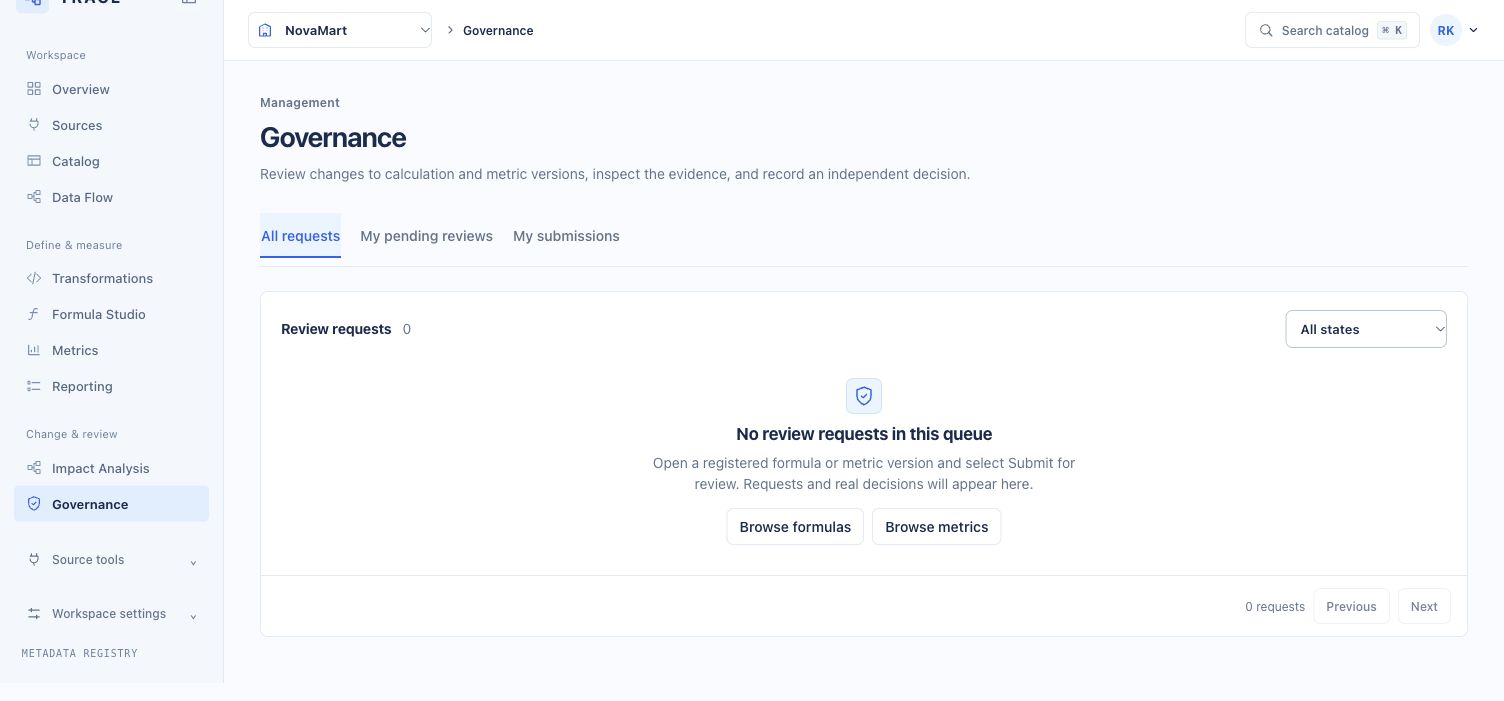 TRACE
NovaMart
Governance
Search catalog
⌘ K
RK
Workspace
Overview
Sources
Catalog
Data Flow
Define & measure
Transformations
Formula Studio
Metrics
Reporting
Change & review
Impact Analysis
Governance
Source tools
Workspace settings
METADATA REGISTRY
Management
Governance
Review changes to calculation and metric versions, inspect the evidence, and record an independent decision.
All requests
My pending reviews
My submissions
Review requests 0
All states
No review requests in this queue
Open a registered formula or metric version and select Submit for
review. Requests and real decisions will appear here.
Browse formulas
Browse metrics
0 requests
Previous
Next